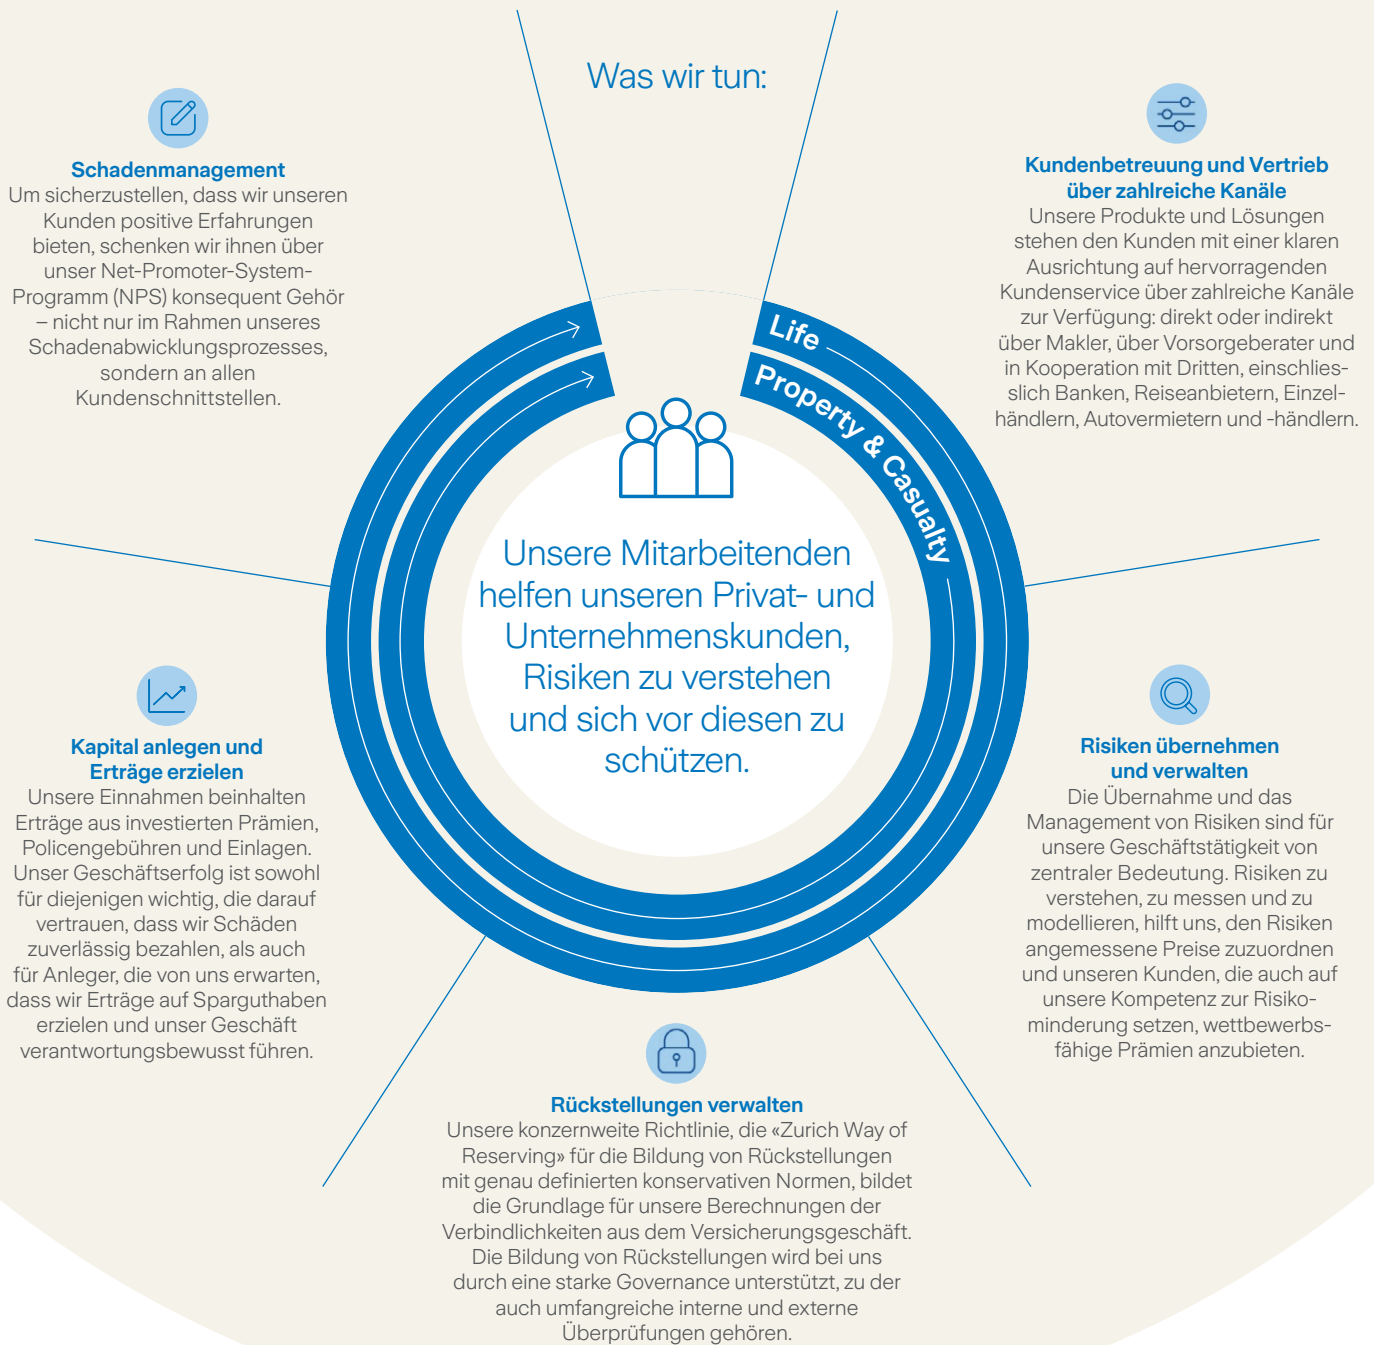 Was wir tun:
Schadenmanagement
Um sicherzustellen, dass wir unseren
Kunden positive Erfahrungen
bieten, schenken wir ihnen über
unser Net-Promoter-System-
Programm (NPS) konsequent Gehör
– nicht nur im Rahmen unseres
Schadenabwicklungsprozesses,
sondern an allen
Kundenschnittstellen.
Kundenbetreuung und Vertrieb
über zahlreiche Kanäle
Unsere Produkte und Lösungen
stehen den Kunden mit einer klaren
Ausrichtung auf hervorragenden
Kundenservice über zahlreiche Kanäle
zur Verfügung: direkt oder indirekt
über Makler, über Vorsorgeberater und
in Kooperation mit Dritten, einschlies-
slich Banken, Reiseanbietern, Einzel-
händlern, Autovermietern und -händlern.
Life
Property & Casualty
Unsere Mitarbeitenden
helfen unseren Privat- und
Unternehmenskunden,
Risiken zu verstehen
und sich vor diesen zu
schützen.
Kapital anlegen und
Erträge erzielen
Unsere Einnahmen beinhalten
Erträge aus investierten Prämien,
Policengebühren und Einlagen.
Unser Geschäftserfolg ist sowohl
für diejenigen wichtig, die darauf
vertrauen, dass wir Schäden
zuverlässig bezahlen, als auch
für Anleger, die von uns erwarten,
dass wir Erträge auf Sparguthaben
erzielen und unser Geschäft
verantwortungsbewusst führen.
Risiken übernehmen
und verwalten
Die Übernahme und das
Management von Risiken sind für
unsere Geschäftstätigkeit von
zentraler Bedeutung. Risiken zu
verstehen, zu messen und zu
modellieren, hilft uns, den Risiken
angemessene Preise zuzuordnen
und unseren Kunden, die auch auf
unsere Kompetenz zur Risiko-
minderung setzen, wettbewerbs-
fähige Prämien anzubieten.
Rückstellungen verwalten
Unsere konzernweite Richtlinie, die «Zurich Way of
Reserving» für die Bildung von Rückstellungen
mit genau definierten konservativen Normen, bildet
die Grundlage für unsere Berechnungen der
Verbindlichkeiten aus dem Versicherungsgeschäft.
Die Bildung von Rückstellungen wird bei uns
durch eine starke Governance unterstützt, zu der
auch umfangreiche interne und externe
Überprüfungen gehören.